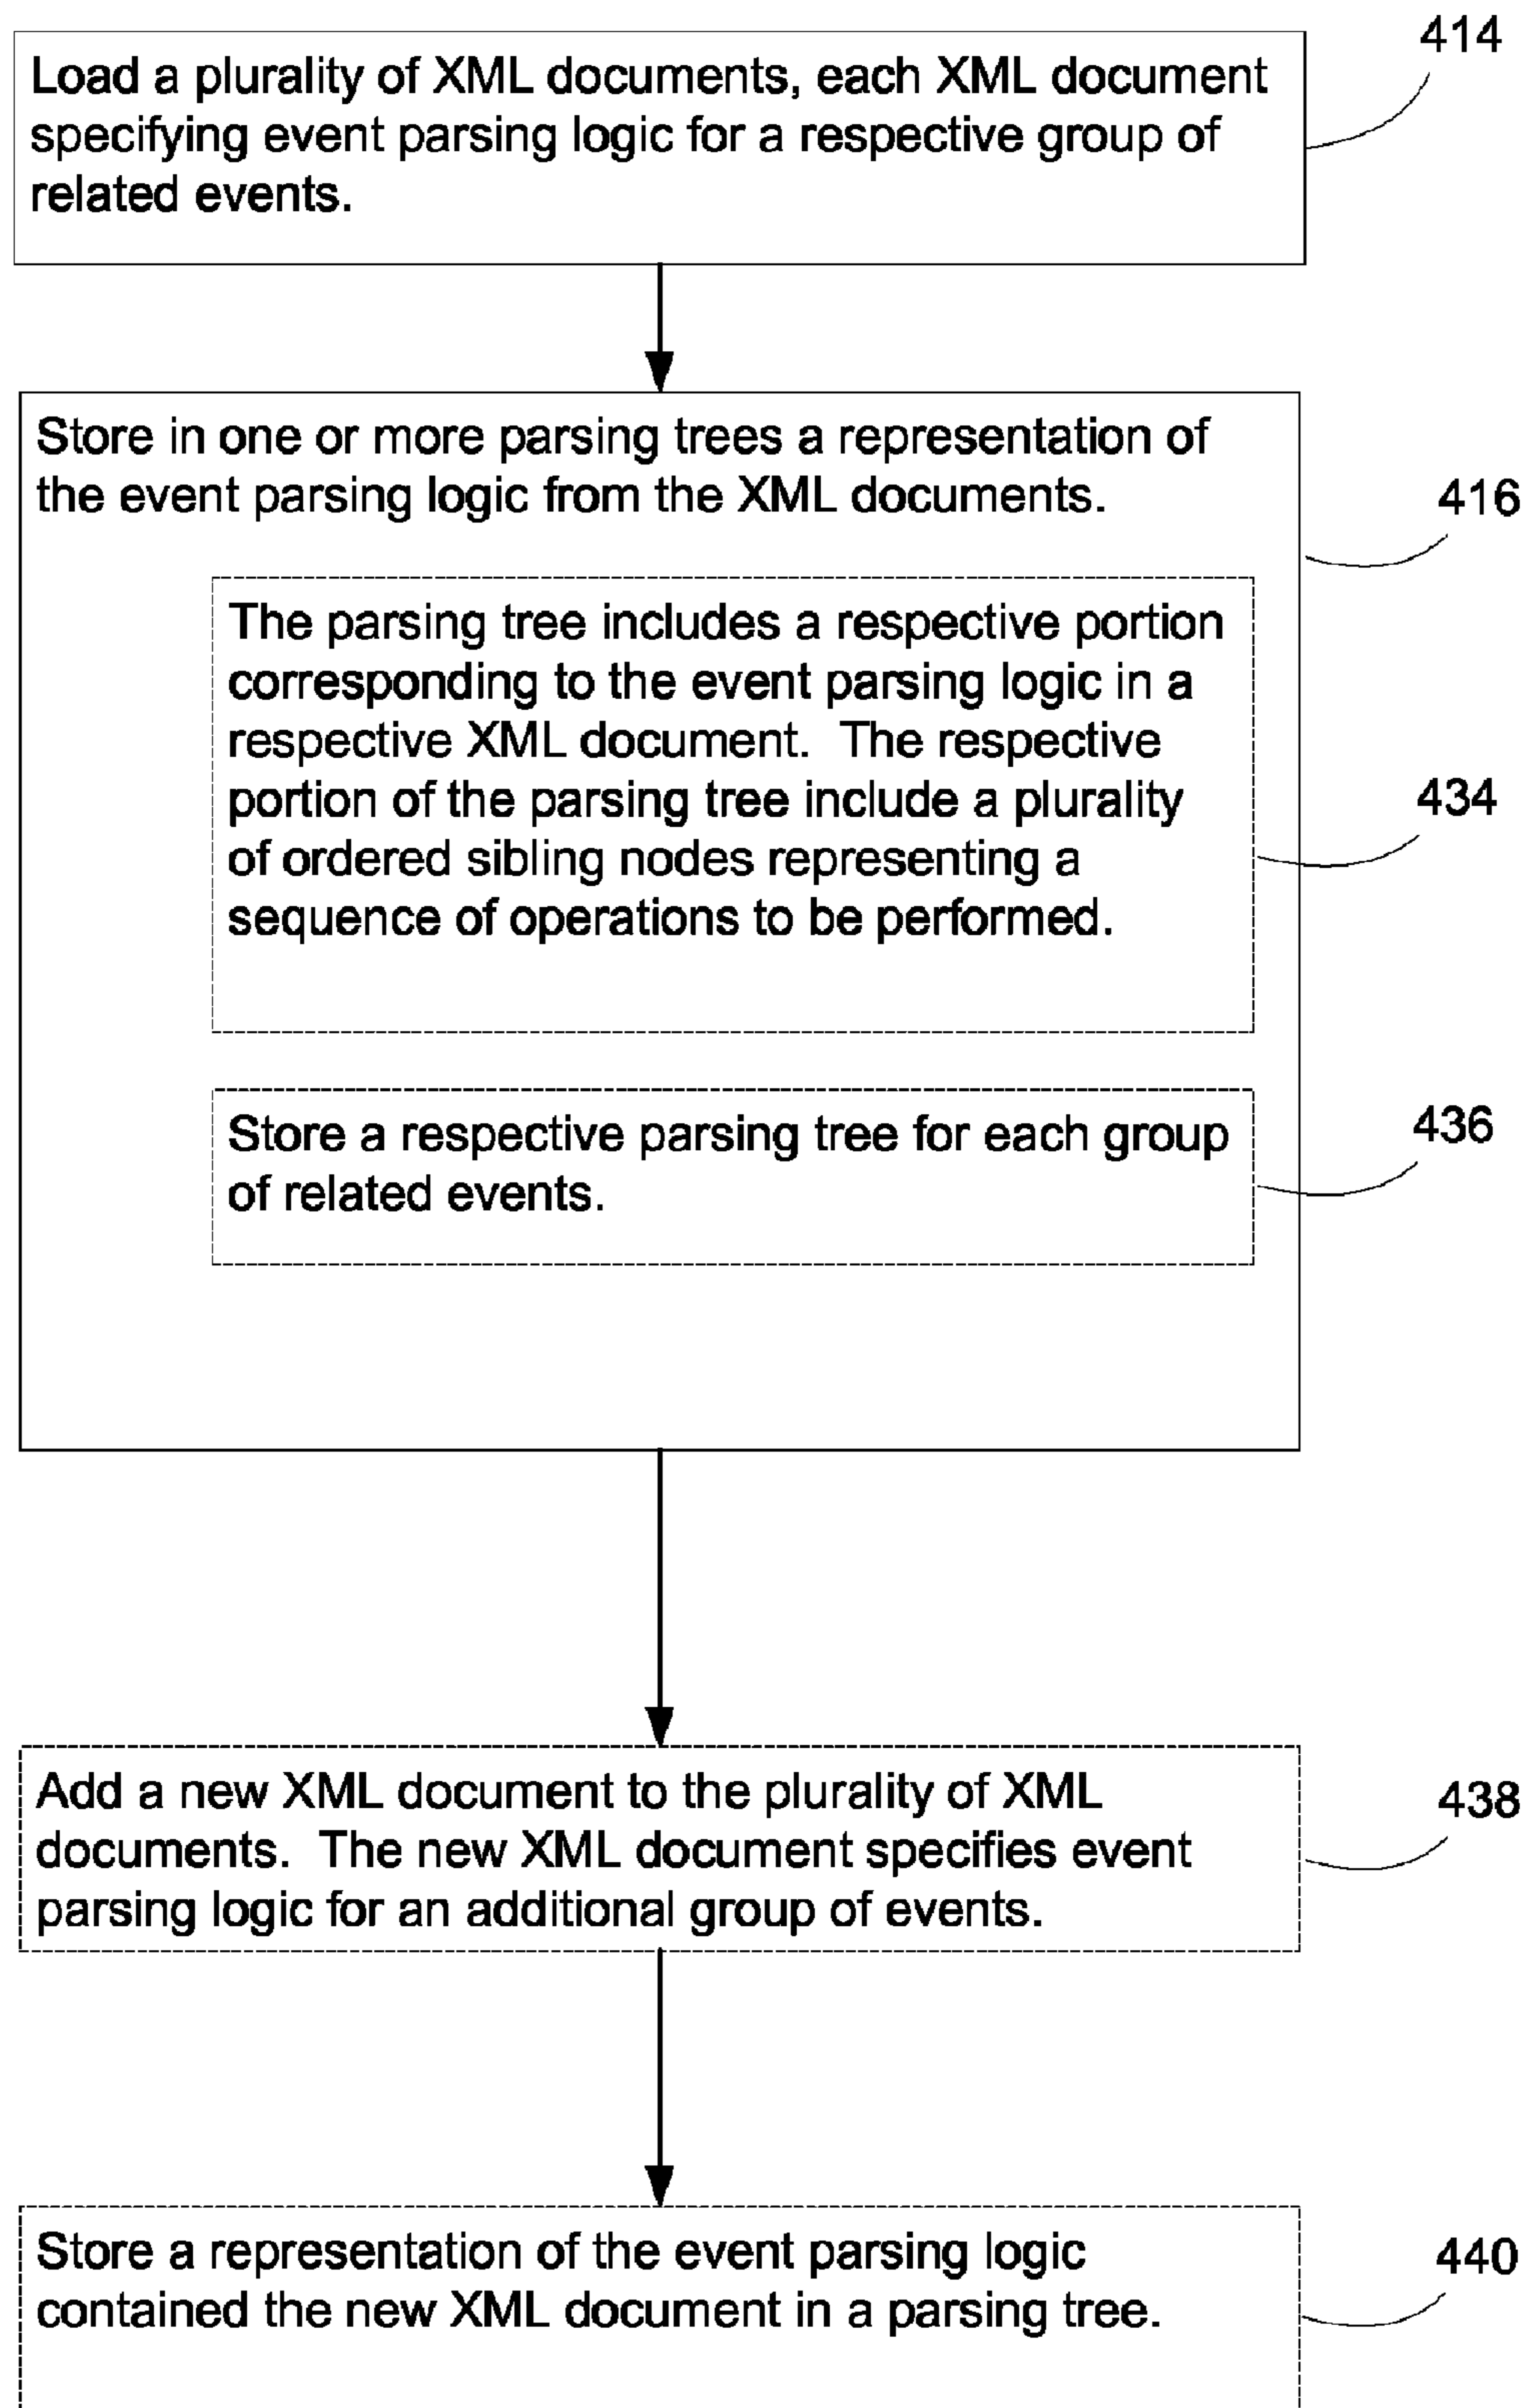 414
Load a plurality of XML documents, each XML document
specifying event parsing logic for a respective group of
related events.
Store in one or more parsing trees a representation of
the event parsing logic from the XML documents.
416
The parsing tree includes a respective portion
corresponding to the event parsing logic in a
respective XML document.  The respective
portion of the parsing tree include a plurality
of ordered sibling nodes representing a
sequence of operations to be performed.
434
Store a respective parsing tree for each group
of related events.
436
Add a new XML document to the plurality of XML
documents.  The new XML document specifies event
parsing logic for an additional group of events.
438
Store a representation of the event parsing logic
contained the new XML document in a parsing tree.
440